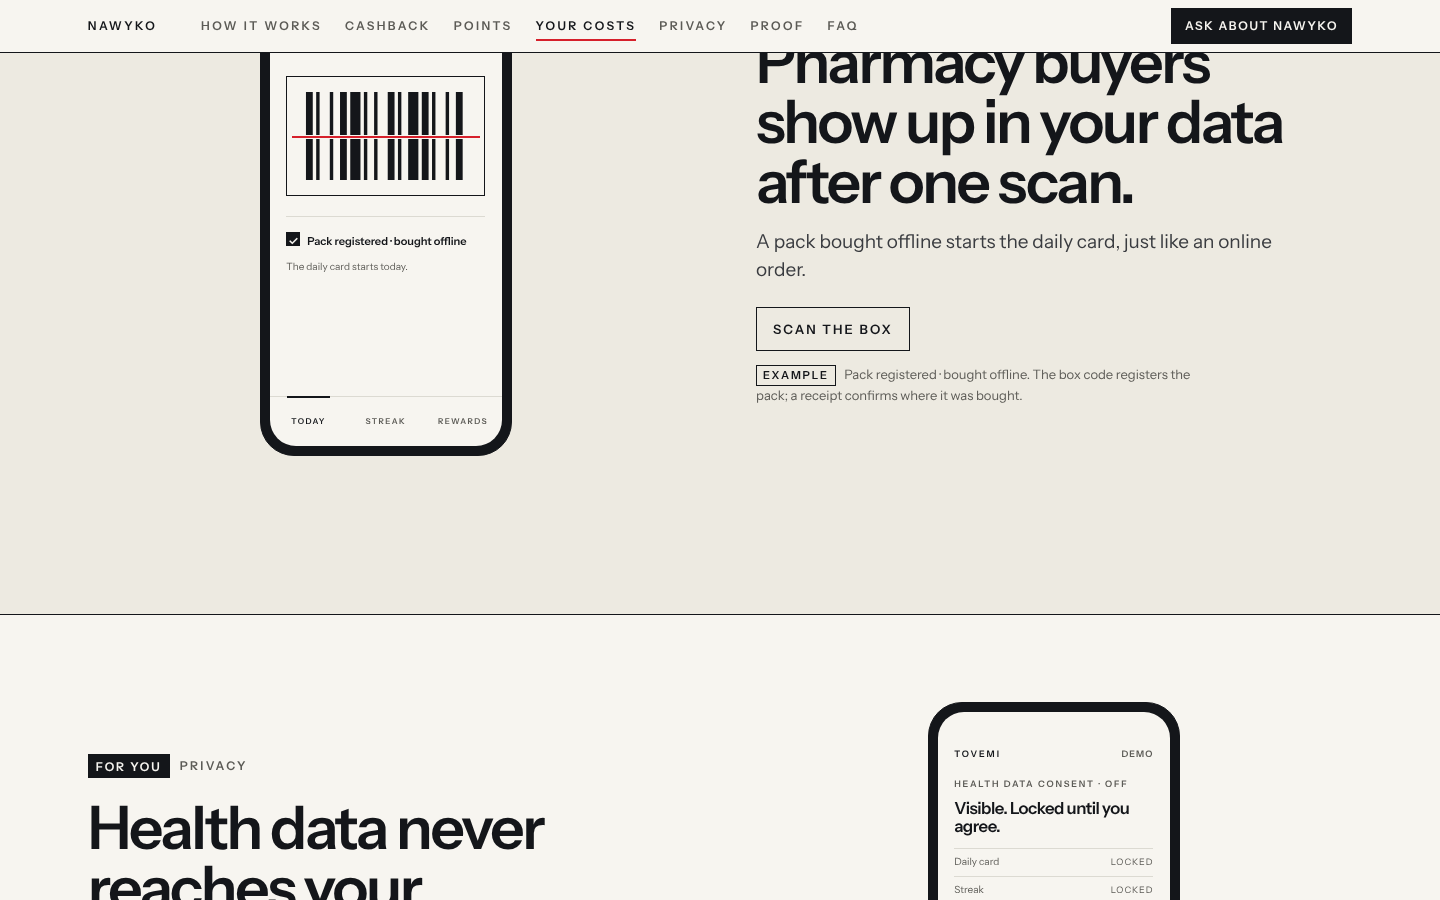 NAWYKO HOW IT WORKS CASHBACK POINTS YOUR COSTS PRIVACY PROOF FAQ ASK ABOUT NAWYKO
Pack registered · bought offline
The daily card starts today.
TODAY STREAK REWARDS
Pharmacy buyers
show up in your data
after one scan.
A pack bought offline starts the daily card, just like an online
order.
SCAN THE BOX
EXAMPLE Pack registered · bought offline. The box code registers the
pack; a receipt confirms where it was bought.
FOR YOU PRIVACY
Health data never
reaches your
TOVEMI DEMO
HEALTH DATA CONSENT · OFF
Visible. Locked until you
agree.
Daily card LOCKED
Streak LOCKED